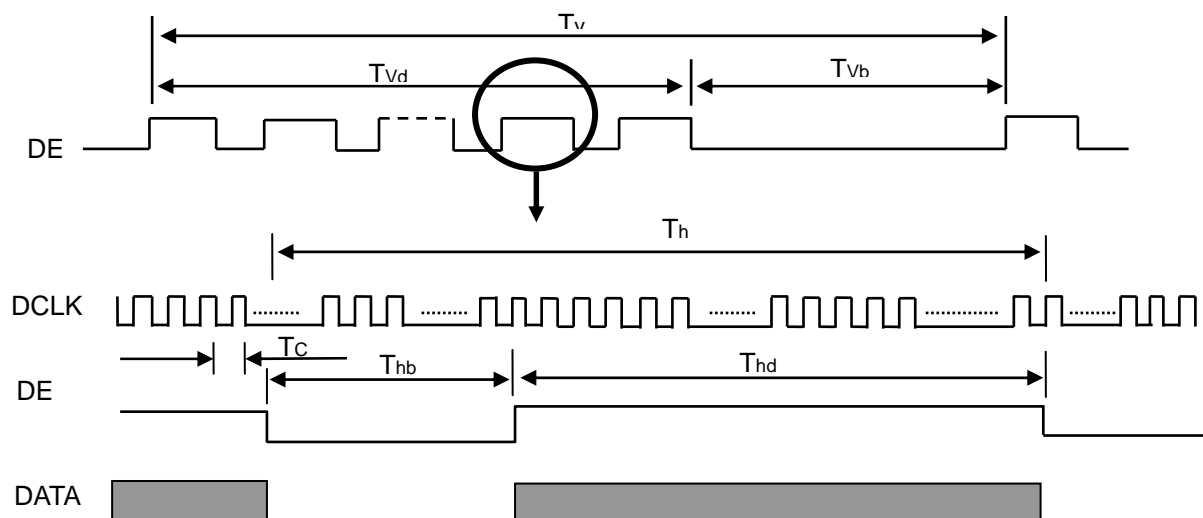 Tv
TVd
TVb
DE
Th
DCLK
TC
Thb
Thd
DE
DATA